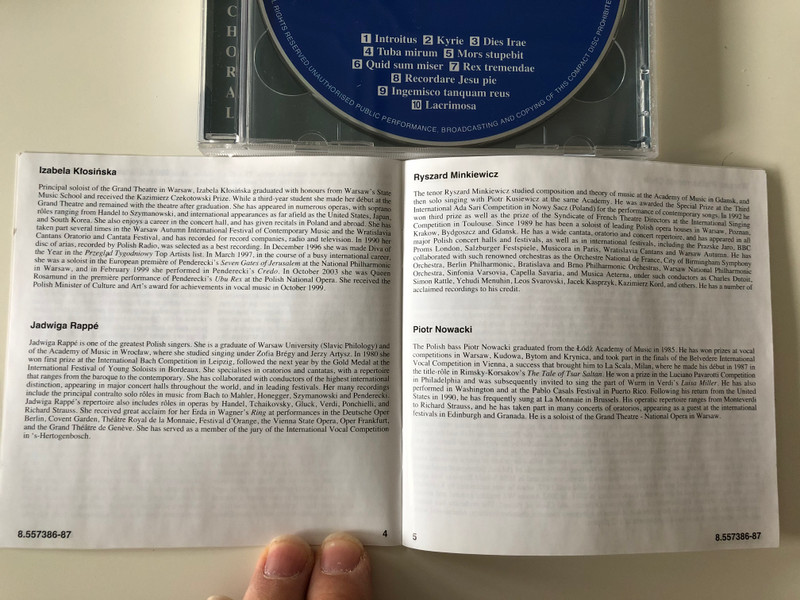 CHORAL
ALL RIGHTS RESERVED UNAUTHORISED PUBLIC PERFORMANCE, BROADCASTING AND COPYING OF THIS COMPACT DISC PROHIBITED
1 Introitus 2 Kyrie 3 Dies Irae
4 Tuba mirum 5 Mors stupebit
6 Quid sum miser 7 Rex tremendae
8 Recordare Jesu pie
9 Ingemisco tanquam reus
10 Lacrimosa
Izabela Kłosińska
Principal soloist of the Grand Theatre in Warsaw, Izabela Kłosińska graduated with honours from Warsaw's State
Music School and received the Kazimierz Czekotowski Prize. While a third-year student she made her début at the
Grand Theatre and remained with the theatre after graduation. She has appeared in numerous operas, with soprano
rôles ranging from Handel to Szymanowski, and international appearances as far afield as the United States, Japan,
and South Korea. She also enjoys a career in the concert hall, and has given recitals in Poland and abroad. She has
taken part several times in the Warsaw Autumn International Festival of Contemporary Music and the Wratislavia
Cantans Oratorio and Cantata Festival, and has recorded for record companies, radio and television. In 1990 her
disc of arias, recorded by Polish Radio, was selected as a best recording. In December 1996 she was made Diva of
the Year in the Przegląd Tygodniowy Top Artists list. In March 1997, in the course of a busy international career,
she was a soloist in the European première of Penderecki's Seven Gates of Jerusalem at the National Philharmonic
in Warsaw, and in February 1999 she performed in Penderecki's Credo. In October 2003 she was Queen
Rosamund in the première performance of Penderecki's Ubu Rex at the Polish National Opera. She received the
Polish Minister of Culture and Art's award for achievements in vocal music in October 1999.
Jadwiga Rappé
Jadwiga Rappé is one of the greatest Polish singers. She is a graduate of Warsaw University (Slavic Philology) and
of the Academy of Music in Wrocław, where she studied singing under Zofia Brégy and Jerzy Artysz. In 1980 she
won first prize at the International Bach Competition in Leipzig, followed the next year by the Gold Medal at the
International Festival of Young Soloists in Bordeaux. She specialises in oratorios and cantatas, with a repertoire
that ranges from the baroque to the contemporary. She has collaborated with conductors of the highest international
distinction, appearing in major concert halls throughout the world, and in leading festivals. Her many recordings
include the principal contralto solo rôles in music from Bach to Mahler, Honegger, Szymanowski and Penderecki.
Jadwiga Rappé's repertoire also includes rôles in operas by Handel, Tchaikovsky, Gluck, Verdi, Ponchielli, and
Richard Strauss. She received great acclaim for her Erda in Wagner's Ring at performances in the Deutsche Oper
Berlin, Covent Garden, Théâtre Royal de la Monnaie, Festival d'Orange, the Vienna State Opera, Oper Frankfurt,
and the Grand Théâtre de Genève. She has served as a member of the jury of the International Vocal Competition
in 's-Hertogenbosch.
8.557386-87
4
Ryszard Minkiewicz
The tenor Ryszard Minkiewicz studied composition and theory of music at the Academy of Music in Gdansk, and
then solo singing with Piotr Kusiewicz at the same Academy. He was awarded the Special Prize at the Third
International Ada Sari Competition in Nowy Sącz (Poland) for the performance of contemporary songs. In 1992 he
won third prize as well as the prize of the Syndicate of French Theatre Directors at the International Singing
Competition in Toulouse. Since 1989 he has been a soloist of leading Polish opera houses in Warsaw, Poznan,
Krakow, Bydgoszcz and Gdansk. He has a wide cantata, oratorio and concert repertoire, and has appeared in all
major Polish concert halls and festivals, as well as in international festivals, including the Prazske Jaro, BBC
Proms London, Salzburger Festspiele, Musicora in Paris, Wratislavia Cantans and Warsaw Autumn. He has
collaborated with such renowned orchestras as the Orchestre National de France, City of Birmingham Symphony
Orchestra, Berlin Philharmonic, Bratislava and Brno Philharmonic Orchestra, Warsaw National Philharmonic
Orchestra, Sinfonia Varsovia, Capella Savaria, and Musica Aeterna, under such conductors as Charles Dutoit,
Simon Rattle, Yehudi Menuhin, Leos Svarovski, Jacek Kasprzyk, Kazimierz Kord, and others. He has a number of
acclaimed recordings to his credit.
Piotr Nowacki
The Polish bass Piotr Nowacki graduated from the Łódź Academy of Music in 1985. He has won prizes at vocal
competitions in Warsaw, Kudowa, Bytom and Krynica, and took part in the finals of the Belvedere International
Vocal Competition in Vienna, a success that brought him to La Scala, Milan, where he made his début in 1987 in
the title-rôle in Rimsky-Korsakov's The Tale of Tsar Saltan. He won a prize in the Luciano Pavarotti Competition
in Philadelphia and was subsequently invited to sing the part of Wurm in Verdi's Luisa Miller. He has also
performed in Washington and at the Pablo Casals Festival in Puerto Rico. Following his return from the United
States in 1990, he has frequently sung at La Monnaie in Brussels. His operatic repertoire ranges from Monteverdi
to Richard Strauss, and he has taken part in many concerts of oratorios, appearing as a guest at the international
festivals in Edinburgh and Granada. He is a soloist of the Grand Theatre - National Opera in Warsaw.
5
8.557386-87